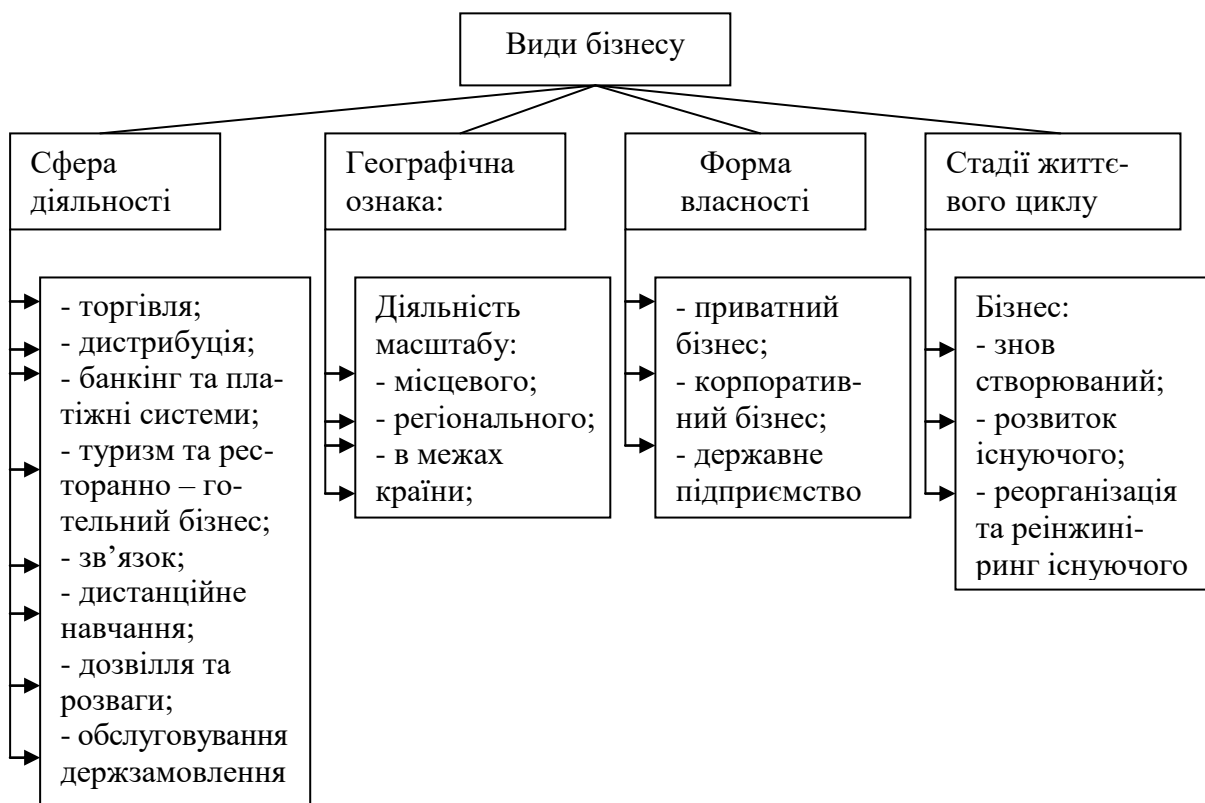 Види бізнесу
Сфера
діяльності
Географічна
ознака:
Форма
власності
Стадії життє-
вого циклу
- торгівля;
- дистрибуція;
- банкінг та пла-
тіжні системи;
- туризм та рес-
торанно – го-
тельний бізнес;
- зв’язок;
- дистанційне
навчання;
- дозвілля та
розваги;
- обслуговування
держзамовлення
Діяльність
масштабу:
- місцевого;
- регіонального;
- в межах
країни;
- приватний
бізнес;
- корпоратив-
ний бізнес;
- державне
підприємство
Бізнес:
- знов
створюваний;
- розвиток
існуючого;
- реорганізація
та реінжині-
ринг існуючого